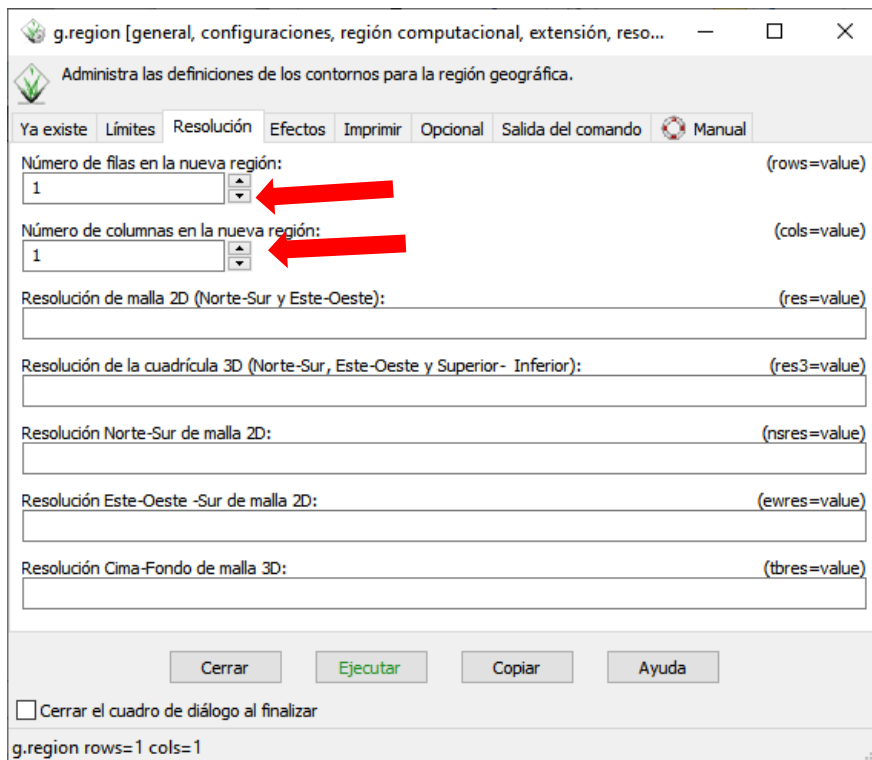 g.region [general, configuraciones, región computacional, extensión, reso...
Administra las definiciones de los contornos para la región geográfica.
Ya existe Límites Resolución Efectos Imprimir Opcional Salida del comando Manual
Número de filas en la nueva región: (rows=value)
1
Número de columnas en la nueva región: (cols=value)
1
Resolución de malla 2D (Norte-Sur y Este-Oeste): (res=value)
Resolución de la cuadrícula 3D (Norte-Sur, Este-Oeste y Superior- Inferior): (res3=value)
Resolución Norte-Sur de malla 2D: (nsres=value)
Resolución Este-Oeste -Sur de malla 2D: (ewres=value)
Resolución Cima-Fondo de malla 3D: (tbres=value)
Cerrar Ejecutar Copiar Ayuda
Cerrar el cuadro de diálogo al finalizar
g.region rows=1 cols=1